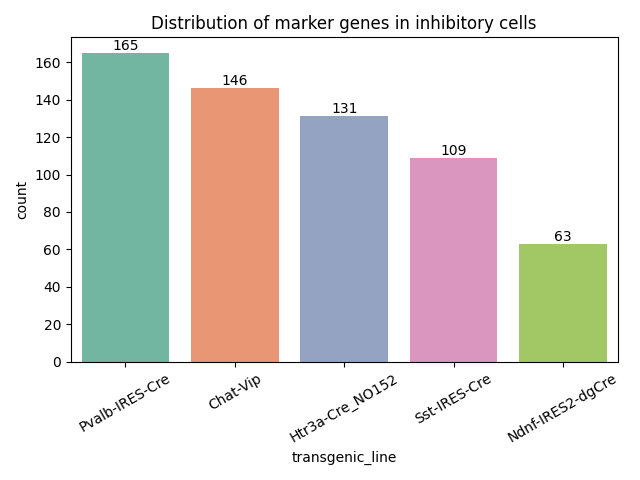 Distribution of marker genes in inhibitory cells
165
146
131
109
63
160
140
120
100
80
60
40
20
0
count
Pvalb-IRES-Cre
Chat-Vip
Htr3a-Cre_NO152
Sst-IRES-Cre
Ndnf-IRES2-dgCre
transgenic_line